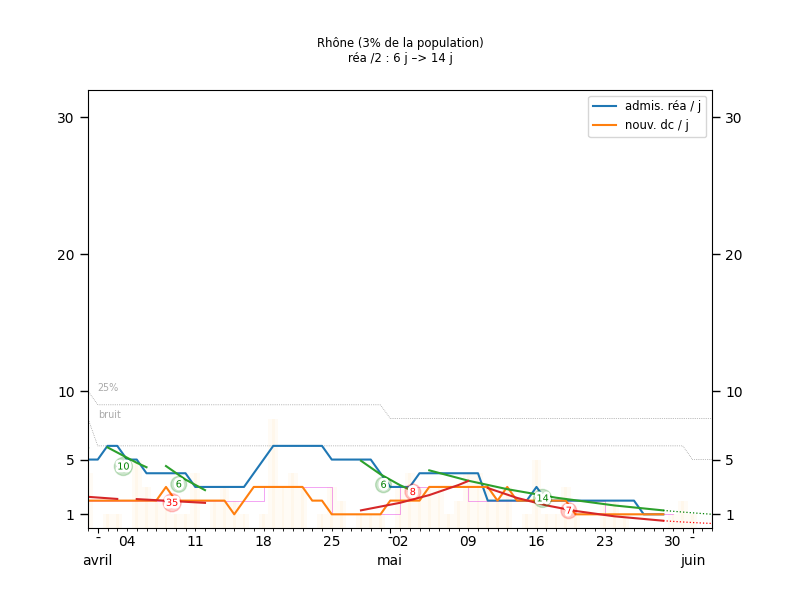 Rhône (3% de la population)
réa /2 : 6 j –> 14 j
admis. réa / j
nouv. dc / j
30
30
20
20
10
10
25%
bruit
5
5
10
6
35
6
8
14
7
1
1
- 04 11 18 25 - 02 09 16 23 30 -
avril mai juin